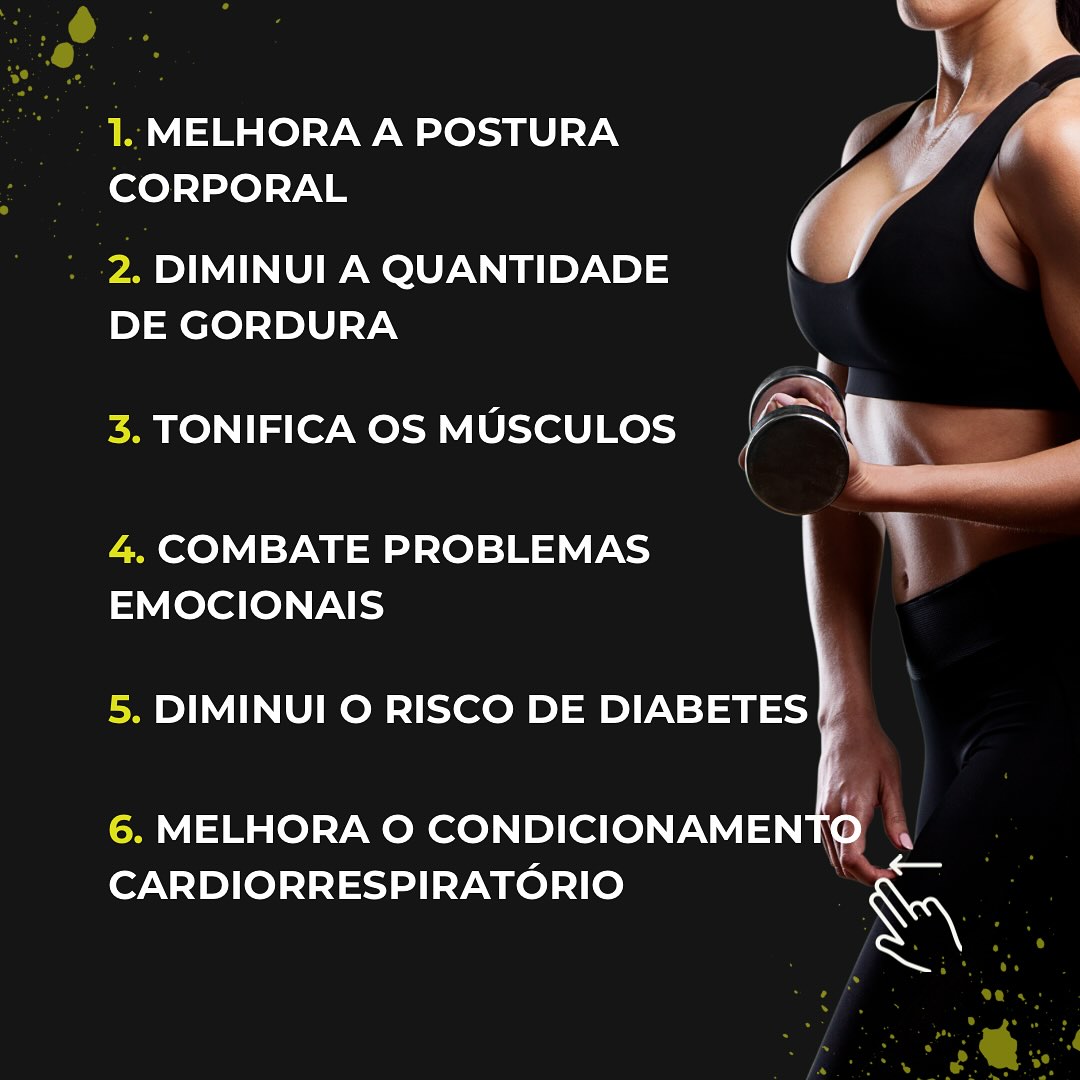 1. MELHORA A POSTURA
CORPORAL
2. DIMINUI A QUANTIDADE
DE GORDURA
3. TONIFICA OS MÚSCULOS
4. COMBATE PROBLEMAS
EMOCIONAIS
5. DIMINUI O RISCO DE DIABETES
6. MELHORA O CONDICIONAMENTO
CARDIORRESPIRATÓRIO